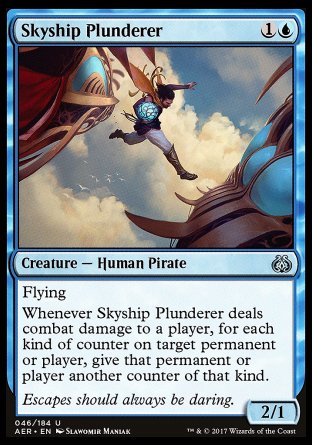 Skyship Plunderer 1
Creature — Human Pirate
Flying
Whenever Skyship Plunderer deals
combat damage to a player, for each
kind of counter on target permanent
or player, give that permanent or
player another counter of that kind.
Escapes should always be daring.
2/1
046/184 U
AER • EN Slawomir Maniak
™ & © 2017 Wizards of the Coast